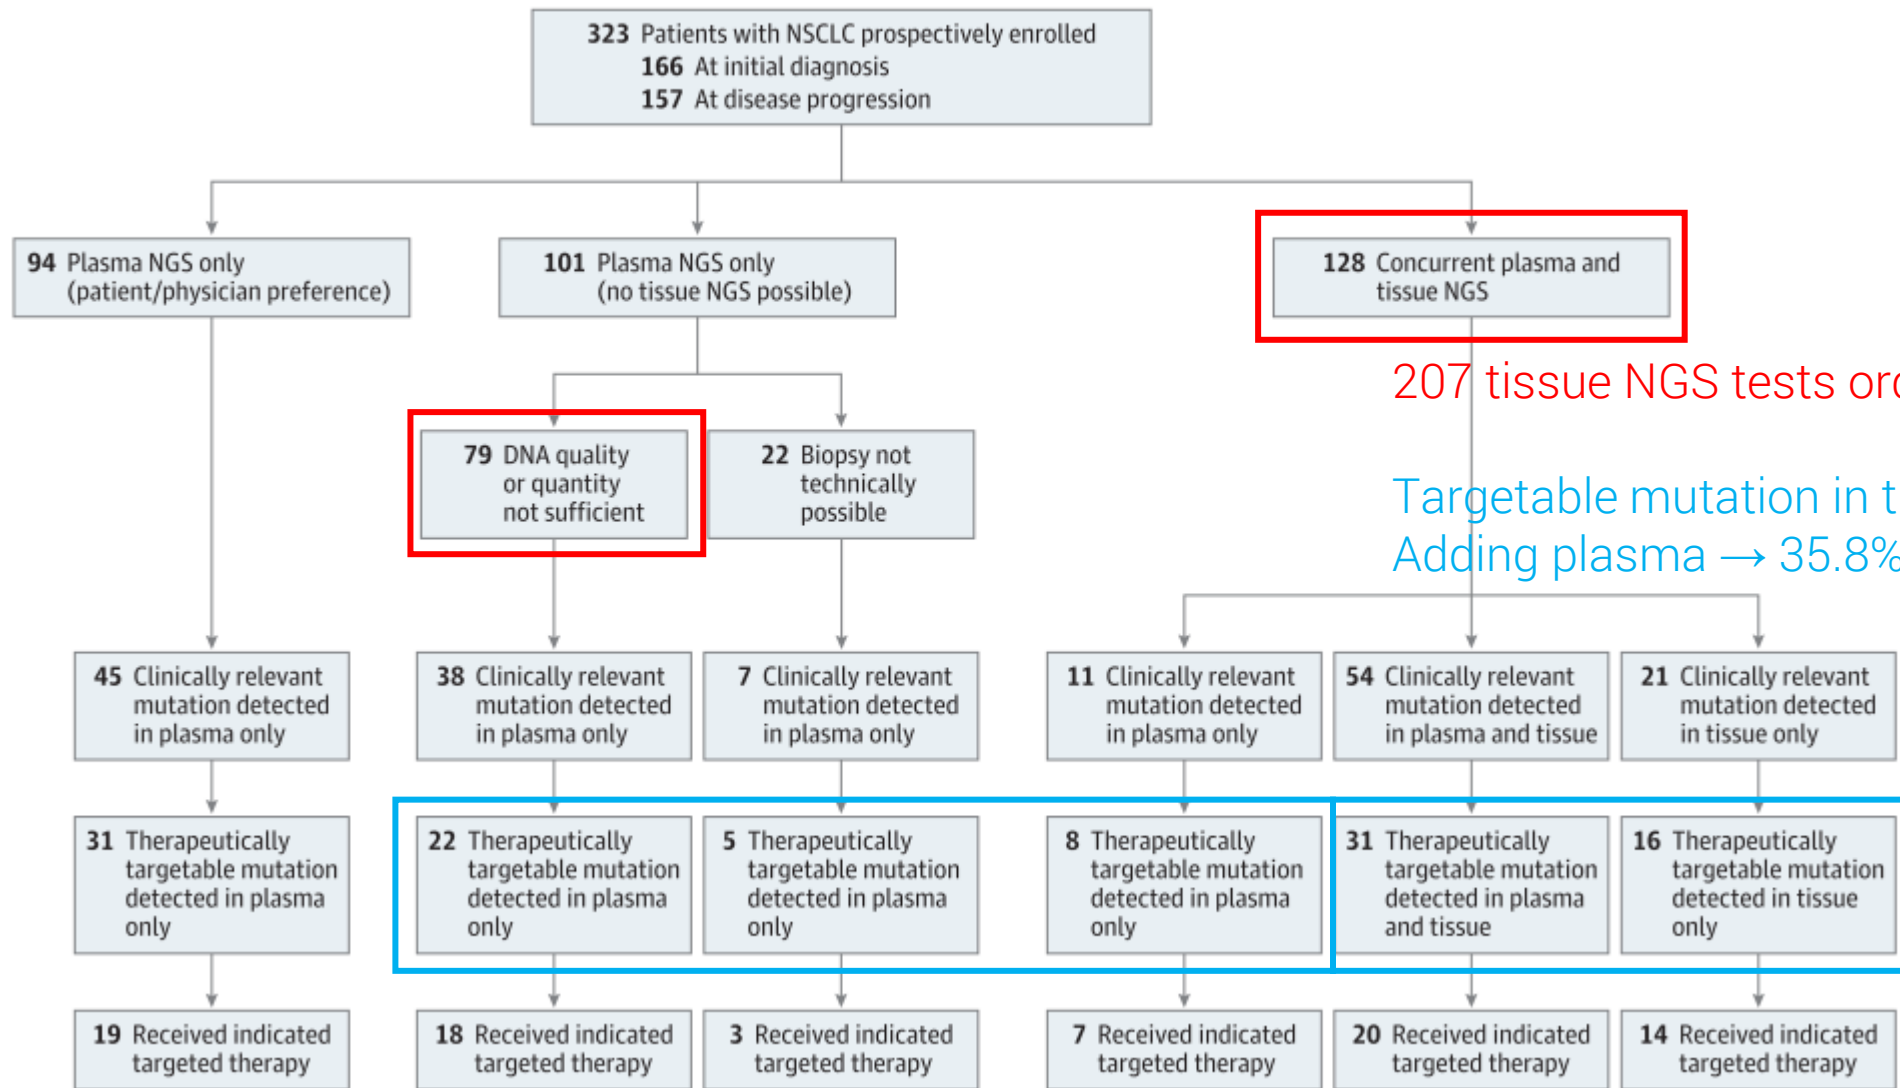 323 Patients with NSCLC prospectively enrolled
166 At initial diagnosis
157 At disease progression
94 Plasma NGS only
(patient/physician preference)
101 Plasma NGS only
(no tissue NGS possible)
128 Concurrent plasma and
tissue NGS
207 tissue NGS tests
79 DNA quality
or quantity
not sufficient
22 Biopsy not
technically
possible
Targetable mutation in
Adding plasma → 35.8%
45 Clinically relevant
mutation detected
in plasma only
38 Clinically relevant
mutation detected
in plasma only
7 Clinically relevant
mutation detected
in plasma only
11 Clinically relevant
mutation detected
in plasma only
54 Clinically relevant
mutation detected
in plasma and tissue
21 Clinically relevant
mutation detected
in tissue only
31 Therapeutically
targetable mutation
detected in plasma
only
22 Therapeutically
targetable mutation
detected in plasma
only
5 Therapeutically
targetable mutation
detected in plasma
only
8 Therapeutically
targetable mutation
detected in plasma
only
31 Therapeutically
targetable mutation
detected in plasma
and tissue
16 Therapeutically
targetable mutation
detected in tissue
only
19 Received indicated
targeted therapy
18 Received indicated
targeted therapy
3 Received indicated
targeted therapy
7 Received indicated
targeted therapy
20 Received indicated
targeted therapy
14 Received indicated
targeted therapy